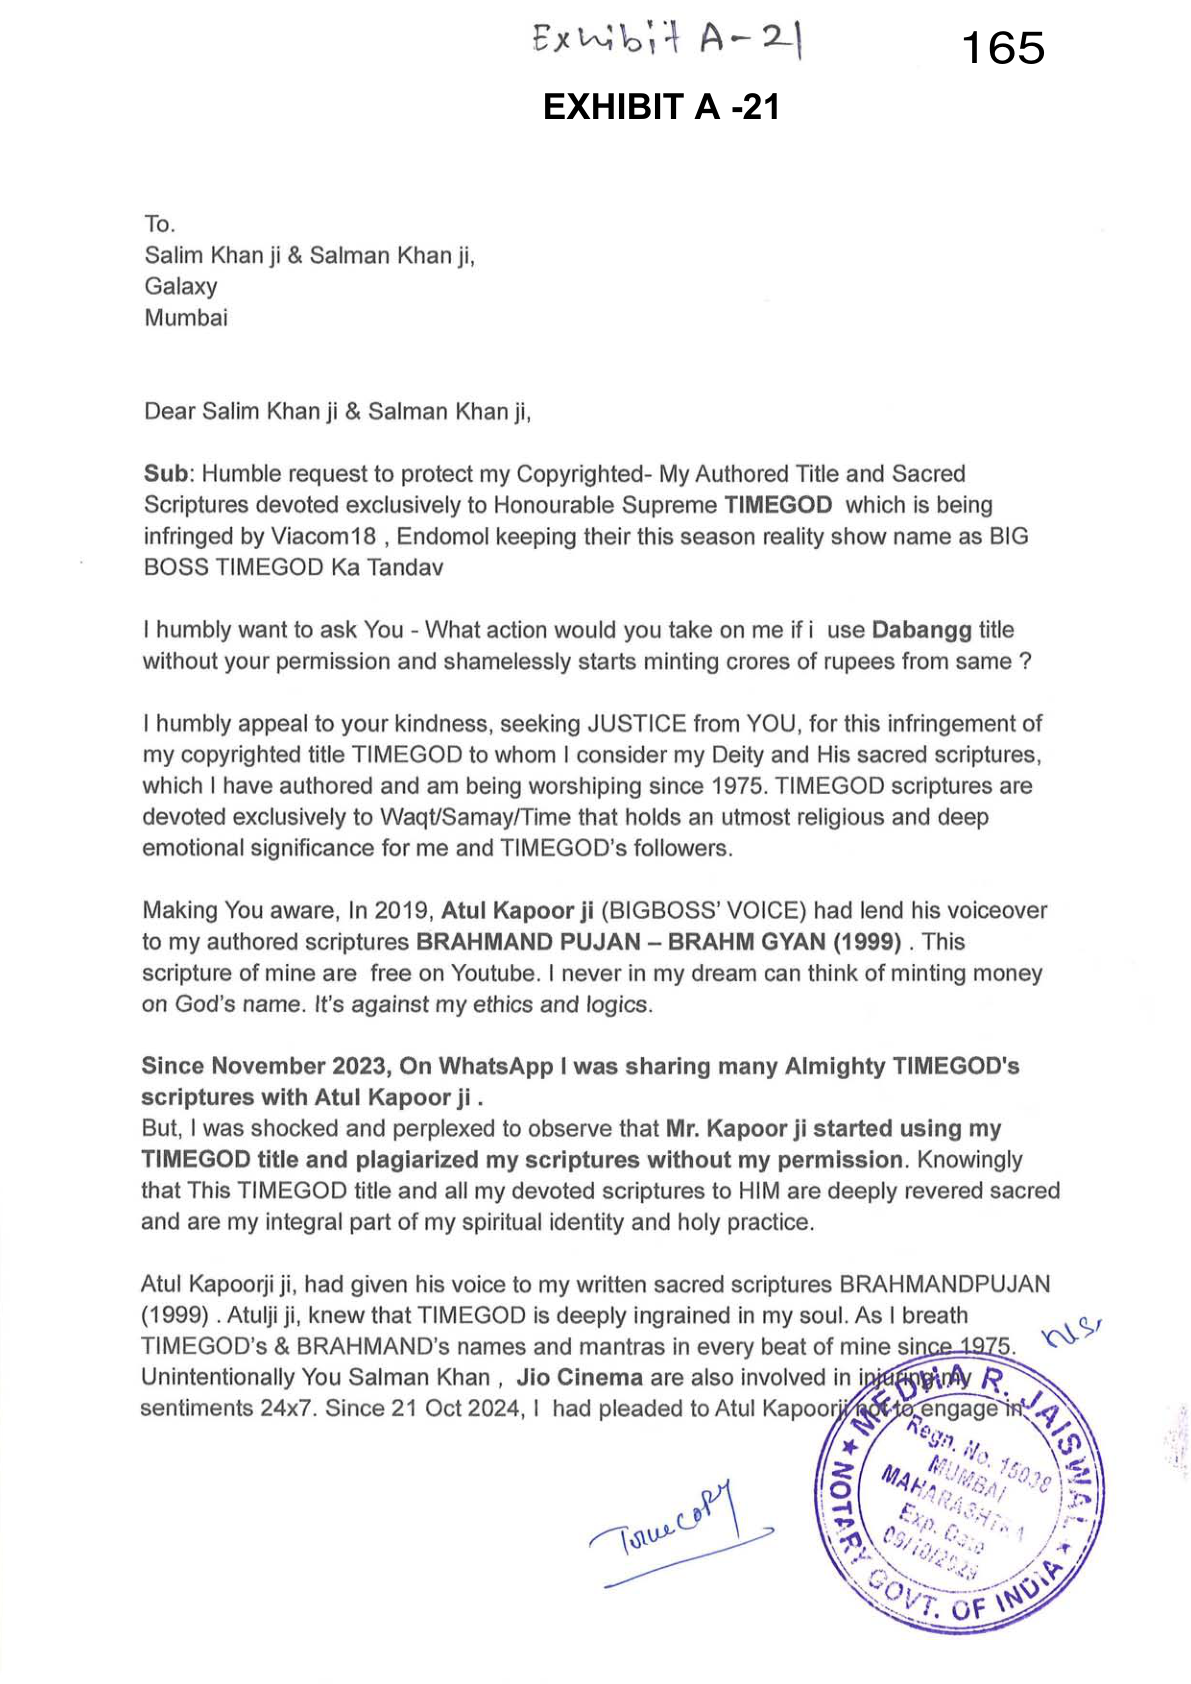 Exhibit A-21
165
EXHIBIT A -21
To.
Salim Khan ji & Salman Khan ji,
Galaxy
Mumbai
Dear Salim Khan ji & Salman Khan ji,
Sub: Humble request to protect my Copyrighted- My Authored Title and Sacred
Scriptures devoted exclusively to Honourable Supreme TIMEGOD which is being
infringed by Viacom18 , Endomol keeping their this season reality show name as BIG
BOSS TIMEGOD Ka Tandav
I humbly want to ask You - What action would you take on me if i use Dabangg title
without your permission and shamelessly starts minting crores of rupees from same ?
I humbly appeal to your kindness, seeking JUSTICE from YOU, for this infringement of
my copyrighted title TIMEGOD to whom I consider my Deity and His sacred scriptures,
which I have authored and am being worshiping since 1975. TIMEGOD scriptures are
devoted exclusively to Waqt/Samay/Time that holds an utmost religious and deep
emotional significance for me and TIMEGOD's followers.
Making You aware, In 2019, Atul Kapoor ji (BIGBOSS' VOICE) had lend his voiceover
to my authored scriptures BRAHMAND PUJAN – BRAHM GYAN (1999) . This
scripture of mine are free on Youtube. I never in my dream can think of minting money
on God's name. It's against my ethics and logics.
Since November 2023, On WhatsApp I was sharing many Almighty TIMEGOD's
scriptures with Atul Kapoor ji .
But, I was shocked and perplexed to observe that Mr. Kapoor ji started using my
TIMEGOD title and plagiarized my scriptures without my permission. Knowingly
that This TIMEGOD title and all my devoted scriptures to HIM are deeply revered sacred
and are my integral part of my spiritual identity and holy practice.
Atul Kapoorji ji, had given his voice to my written sacred scriptures BRAHMANDPUJAN
(1999) . Atulji ji, knew that TIMEGOD is deeply ingrained in my soul. As I breath
TIMEGOD's & BRAHMAND's names and mantras in every beat of mine since 1975.
Unintentionally You Salman Khan , Jio Cinema are also involved in injuring my
sentiments 24x7. Since 21 Oct 2024, I had pleaded to Atul Kapoorji not to engage in
True copy
MEDHA R. JAISWAL
NOTARY GOVT. OF INDIA
Regn. No. 15038
MUMBAI
MAHARASHTRA
Exp. Date